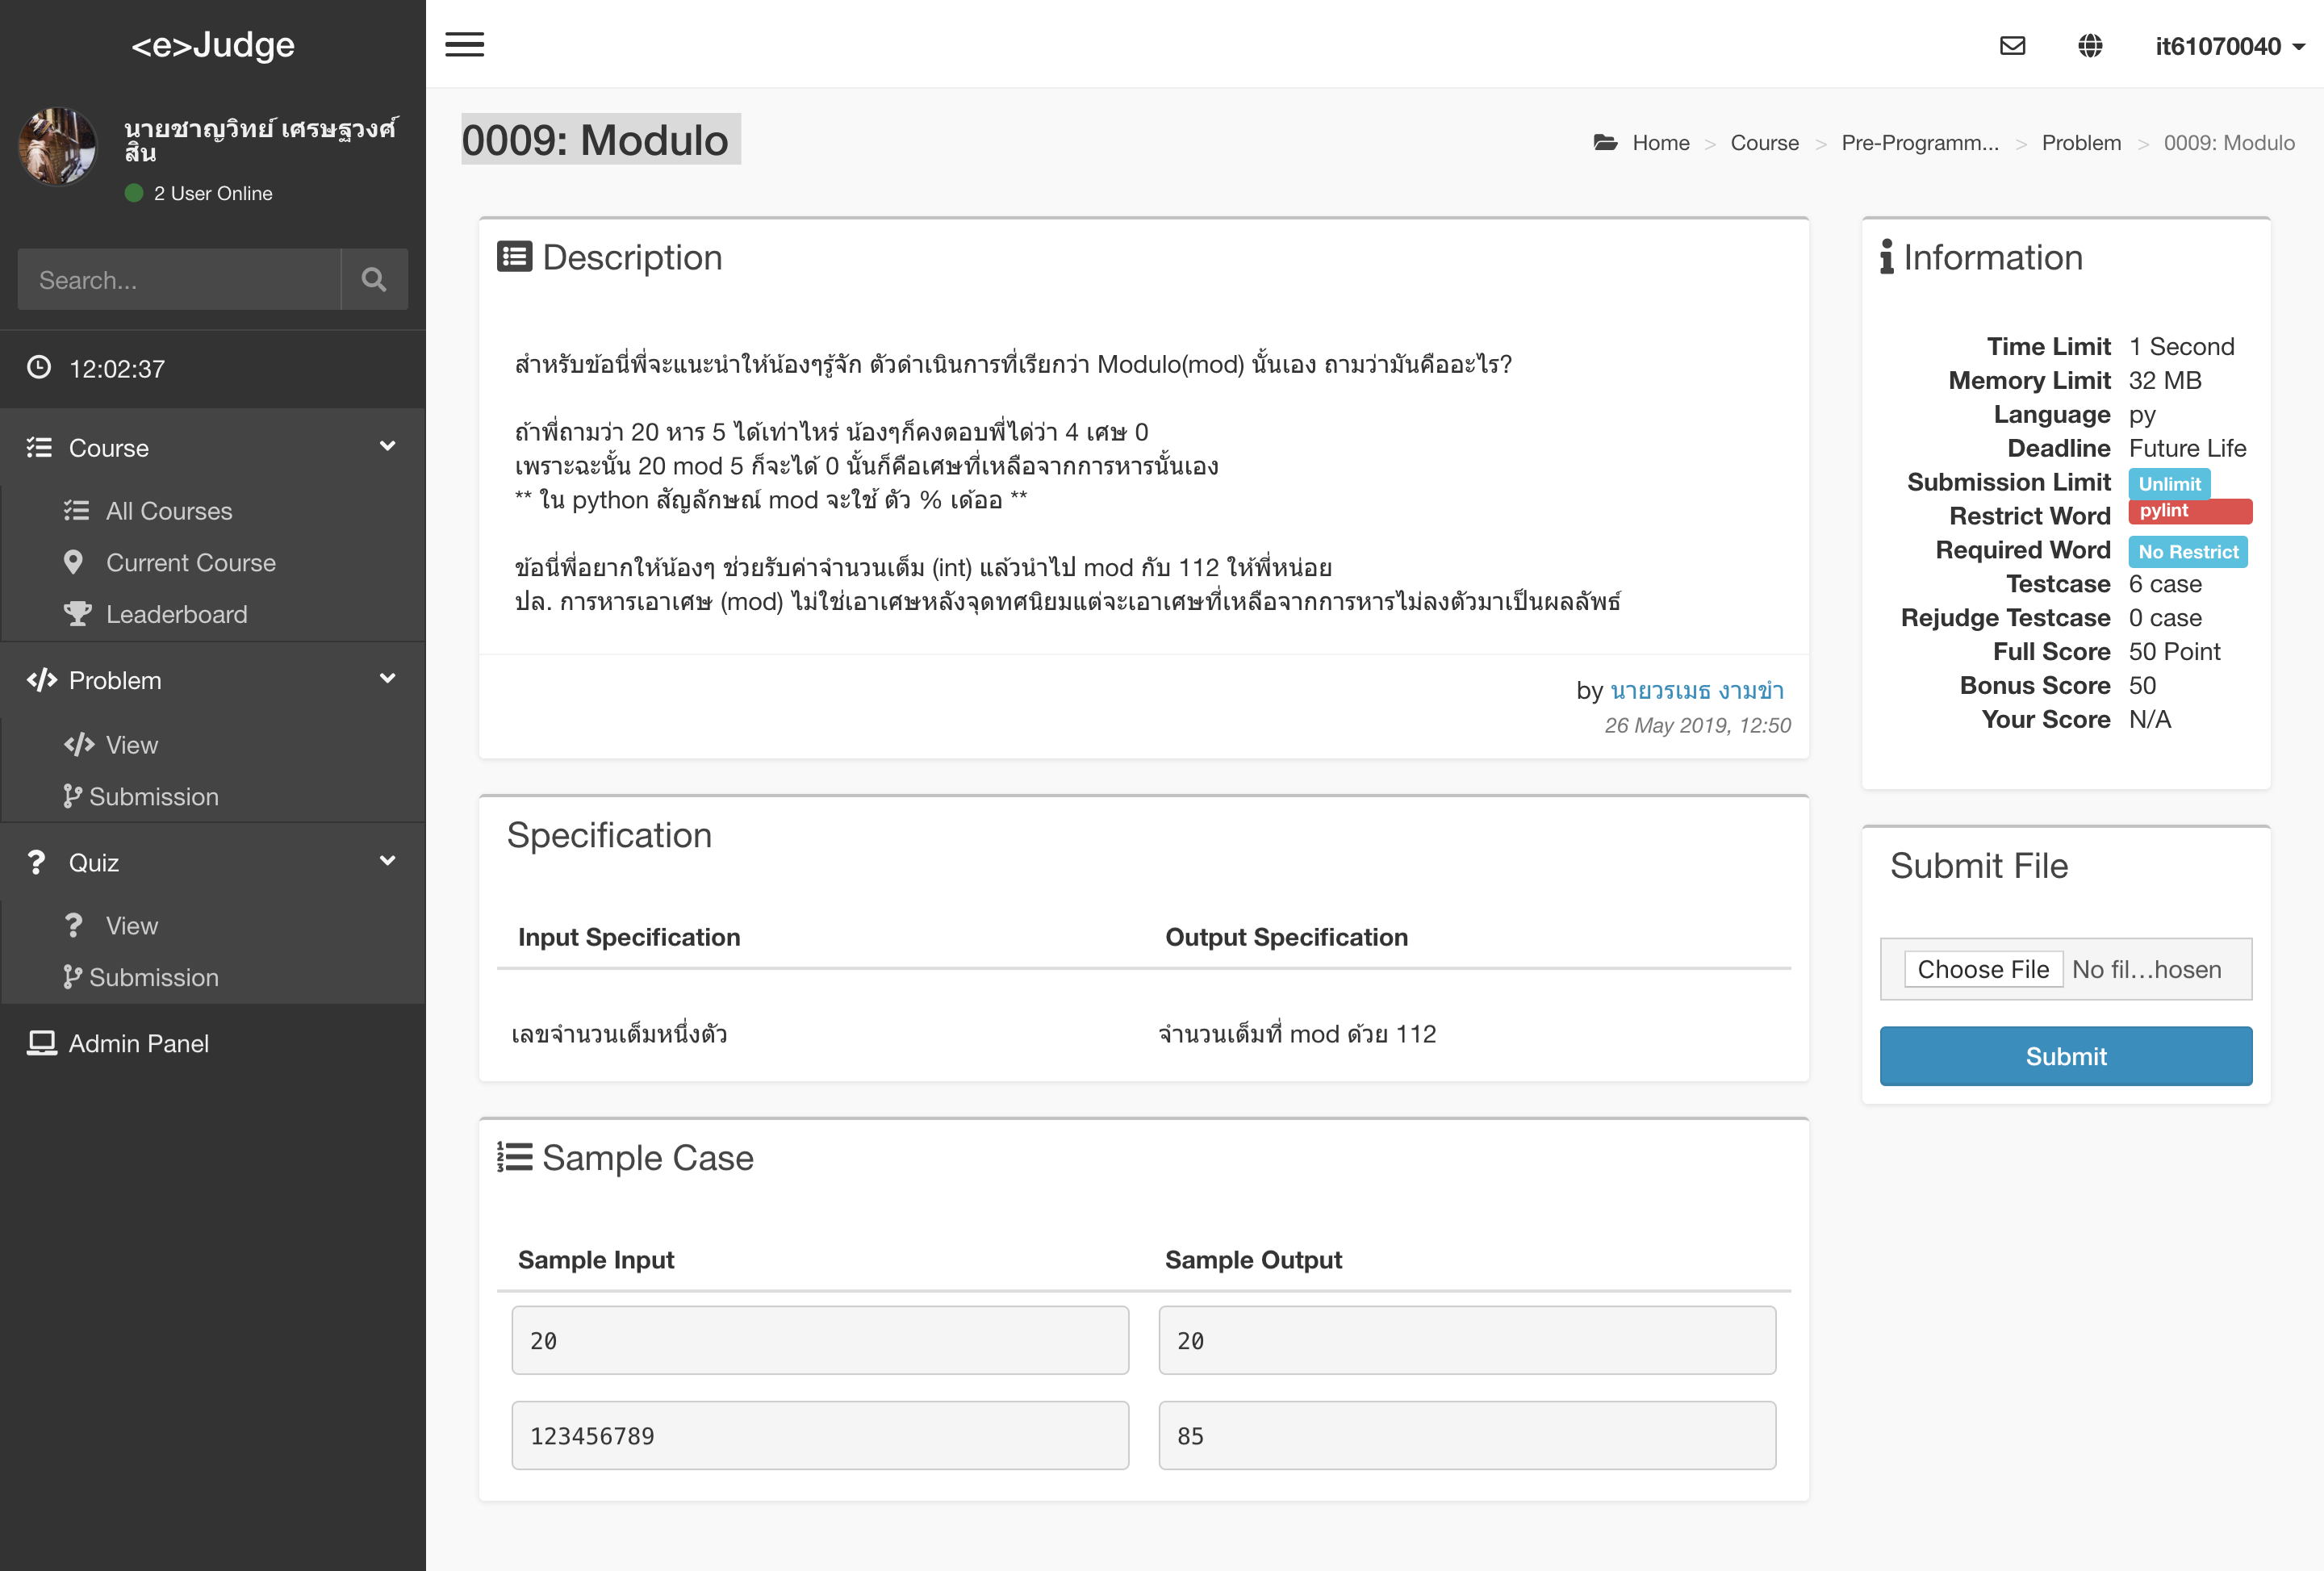 <e>Judge
นายชาญวิทย์ เศรษฐวงศ์
สิน
2 User Online
Search...
12:02:37
Course
All Courses
Current Course
Leaderboard
Problem
View
Submission
Quiz
View
Submission
Admin Panel
it61070040
0009: Modulo
Home > Course > Pre-Programm... > Problem > 0009: Modulo
Description
สำหรับข้อนี่พี่จะแนะนำให้น้องๆรู้จัก ตัวดำเนินการที่เรียกว่า Modulo(mod) นั้นเอง ถามว่ามันคืออะไร?
ถ้าพี่ถามว่า 20 หาร 5 ได้เท่าไหร่ น้องๆก็คงตอบพี่ได่ว่า 4 เศษ 0
เพราะฉะนั้น 20 mod 5 ก็จะได้ 0 นั้นก็คือเศษที่เหลือจากการหารนั้นเอง
** ใน python สัญลักษณ์ mod จะใช้ ตัว % เด้ออ **
ข้อนี่พี่อยากให้น้องๆ ช่วยรับค่าจำนวนเต็ม (int) แล้วนำไป mod กับ 112 ให้พี่หน่อย
ปล. การหารเอาเศษ (mod) ไม่ใช่เอาเศษหลังจุดทศนิยมแต่จะเอาเศษที่เหลือจากการหารไม่ลงตัวมาเป็นผลลัพธ์
by นายวรเมธ งามขำ
26 May 2019, 12:50
Specification
Input Specification
Output Specification
เลขจำนวนเต็มหนึ่งตัว
จำนวนเต็มที่ mod ด้วย 112
Sample Case
Sample Input
Sample Output
20
20
123456789
85
Information
Time Limit 1 Second
Memory Limit 32 MB
Language py
Deadline Future Life
Submission Limit Unlimit
Restrict Word pylint
Required Word No Restrict
Testcase 6 case
Rejudge Testcase 0 case
Full Score 50 Point
Bonus Score 50
Your Score N/A
Submit File
Choose File No fil...hosen
Submit